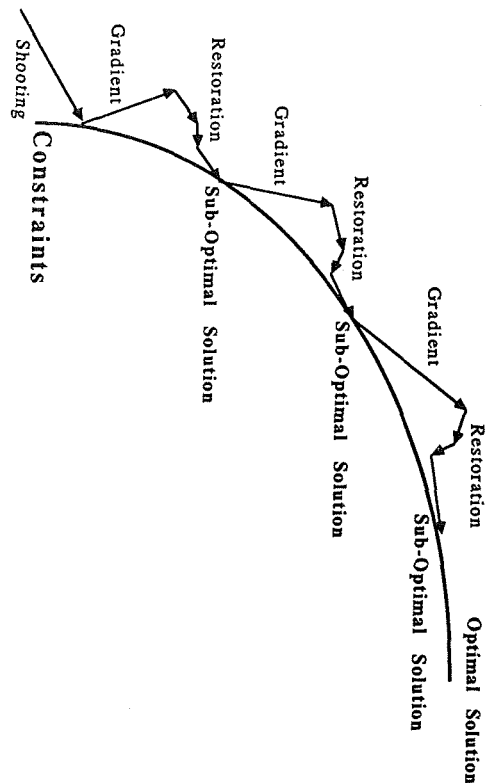 Shooting
Constraints
Gradient
Restoration
Sub-Optimal Solution
Gradient
Restoration
Sub-Optimal Solution
Gradient
Restoration
Sub-Optimal Solution
Optimal Solution